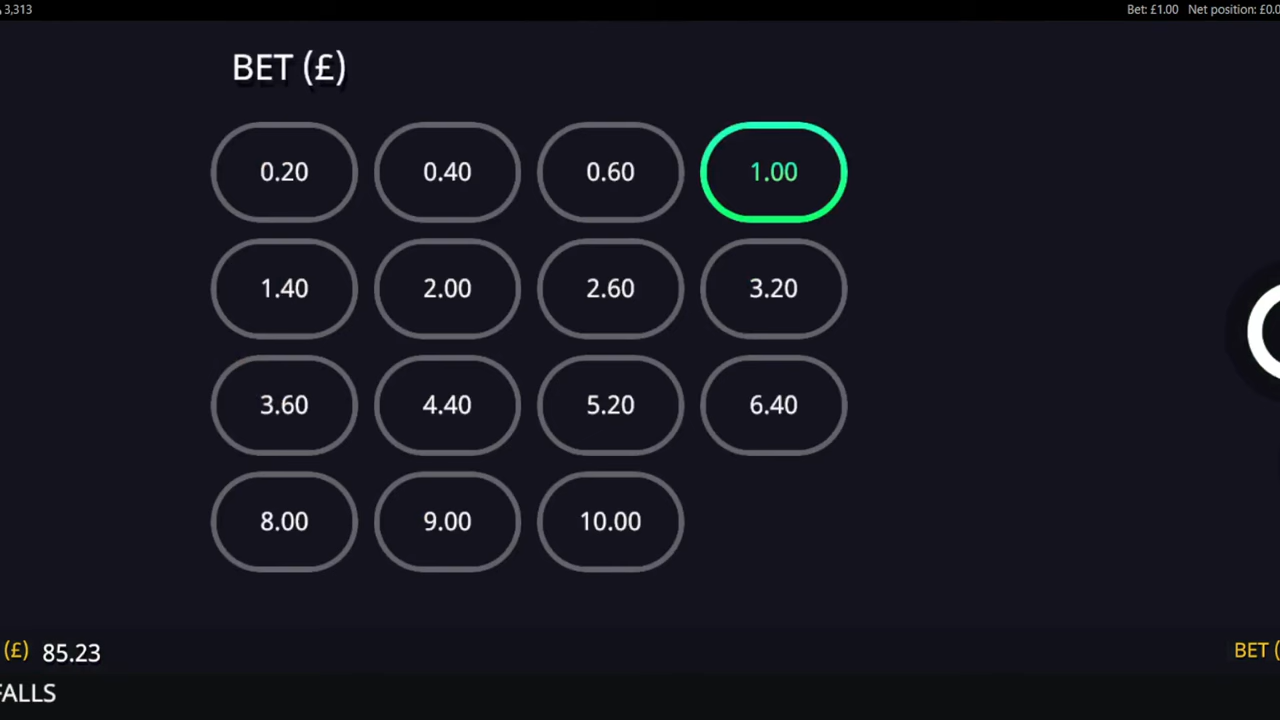 3,313
Bet: £1.00 Net position: £0.0
BET (£)
0.20 0.40 0.60 1.00
1.40 2.00 2.60 3.20
3.60 4.40 5.20 6.40
8.00 9.00 10.00
(£) 85.23
BET (
FALLS